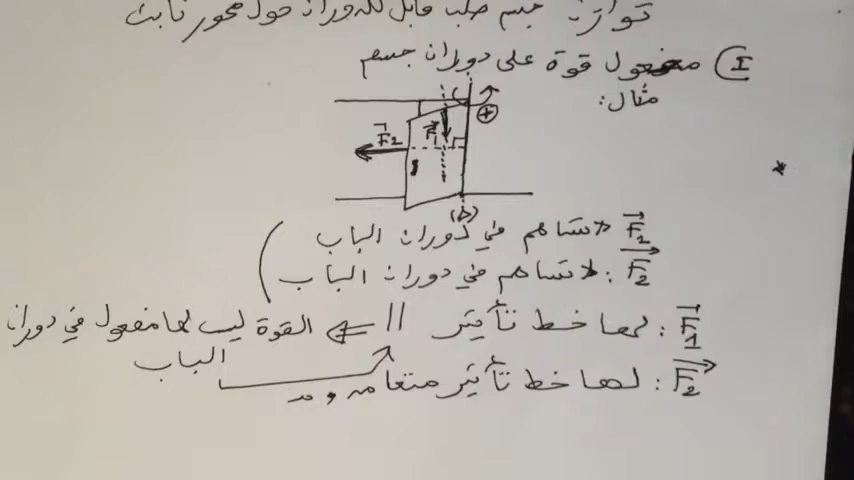 توازن جسم صلب قابل للدوران حول محور ثابت
I) مفعول قوة على دوران جسم
مثال:
+
F₂ F₁
(Δ)
F₁ لا تساهم في دوران الباب
F₂ : لا تساهم في دوران الباب
F₁ : لها خط تأثير // ⇐ القوة ليس لها مفعول في دوران
الباب
F₂ : لها خط تأثير متعامد و